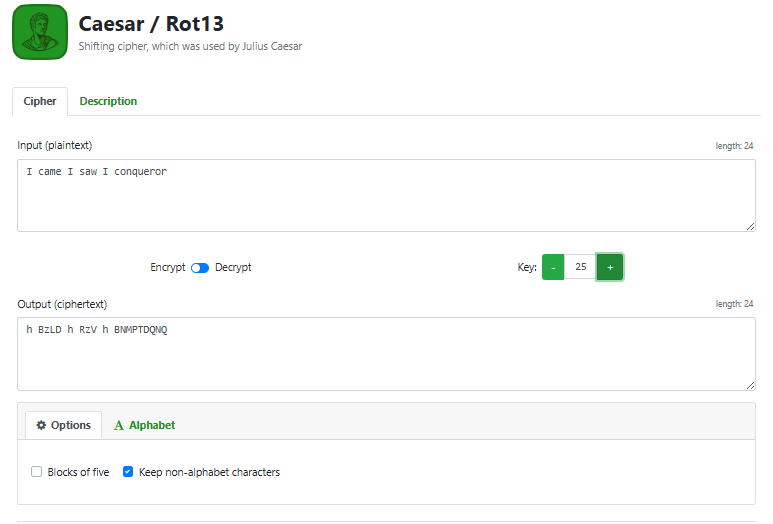 Caesar / Rot13
Shifting cipher, which was used by Julius Caesar
Cipher Description
Input (plaintext) length: 24
I came I saw I conqueror
Encrypt Decrypt Key: - 25 +
Output (ciphertext) length: 24
h BzLD h RzV h BNMPTDQNQ
Options A Alphabet
Blocks of five Keep non-alphabet characters